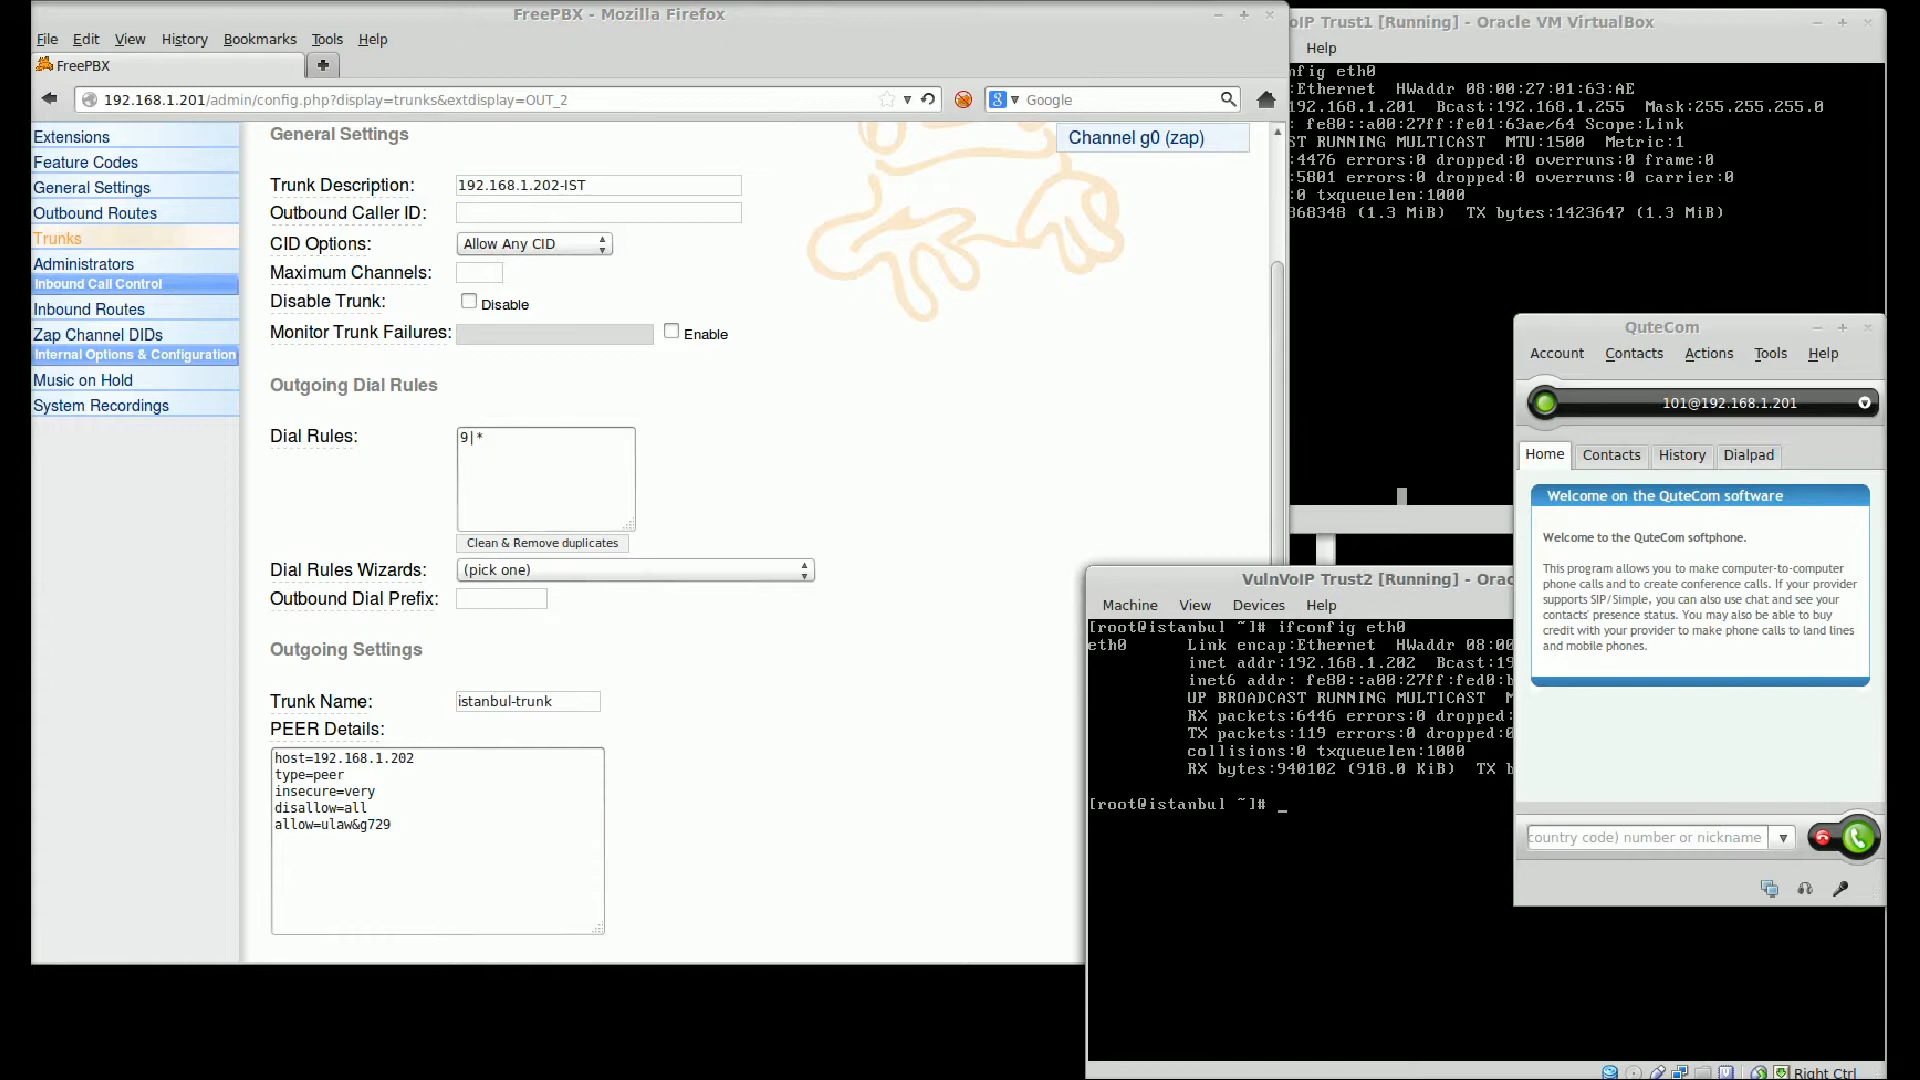 FreePBX - Mozilla Firefox
File Edit View History Bookmarks Tools Help
FreePBX
192.168.1.201/admin/config.php?display=trunks&extdisplay=OUT_2
Google
Extensions
Feature Codes
General Settings
Outbound Routes
Trunks
Administrators
Inbound Call Control
Inbound Routes
Zap Channel DIDs
Internal Options & Configuration
Music on Hold
System Recordings
General Settings
Channel g0 (zap)
Trunk Description: 192.168.1.202-IST
Outbound Caller ID:
CID Options: Allow Any CID
Maximum Channels:
Disable Trunk: Disable
Monitor Trunk Failures: Enable
Outgoing Dial Rules
Dial Rules: 9|*
Clean & Remove duplicates
Dial Rules Wizards: (pick one)
Outbound Dial Prefix:
Outgoing Settings
Trunk Name: istanbul-trunk
PEER Details:
host=192.168.1.202
type=peer
insecure=very
disallow=all
allow=ulaw&g729
oIP Trust1 [Running] - Oracle VM VirtualBox
Help
nfig eth0
:Ethernet HWaddr 08:00:27:01:63:AE
192.168.1.201 Bcast:192.168.1.255 Mask:255.255.255.0
: fe80::a00:27ff:fe01:63ae/64 Scope:Link
ST RUNNING MULTICAST MTU:1500 Metric:1
:4476 errors:0 dropped:0 overruns:0 frame:0
:5801 errors:0 dropped:0 overruns:0 carrier:0
:0 txqueuelen:1000
368348 (1.3 MiB) TX bytes:1423647 (1.3 MiB)
QuteCom
Account Contacts Actions Tools Help
101@192.168.1.201
Home Contacts History Dialpad
Welcome on the QuteCom software
Welcome to the QuteCom softphone.
This program allows you to make computer-to-computer
phone calls and to create conference calls. If your provider
supports SIP/Simple, you can also use chat and see your
contacts' presence status. You may also be able to buy
credit with your provider to make phone calls to land lines
and mobile phones.
country code) number or nickname
VulnVoIP Trust2 [Running] - Orac
Machine View Devices Help
[root@istanbul ~]# ifconfig eth0
eth0 Link encap:Ethernet HWaddr 08:00
inet addr:192.168.1.202 Bcast:19
inet6 addr: fe80::a00:27ff:fed0:b
UP BROADCAST RUNNING MULTICAST M
RX packets:6446 errors:0 dropped:
TX packets:119 errors:0 dropped:0
collisions:0 txqueuelen:1000
RX bytes:940102 (918.0 KiB) TX b
[root@istanbul ~]# _
Right Ctrl